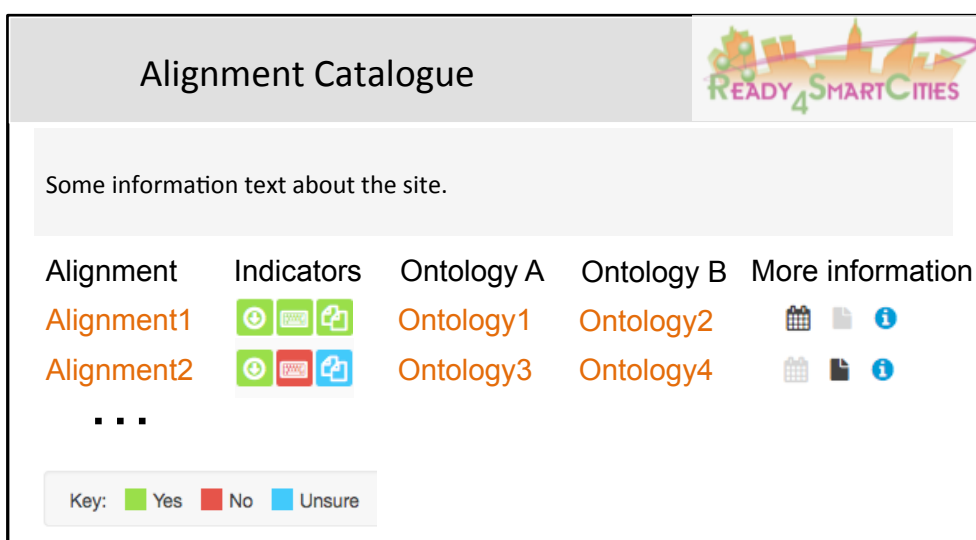 Alignment Catalogue
READY4SMARTCITIES
Some information text about the site.
Alignment Indicators Ontology A Ontology B More information
Alignment1 Ontology1 Ontology2
Alignment2 Ontology3 Ontology4
...
Key: Yes No Unsure